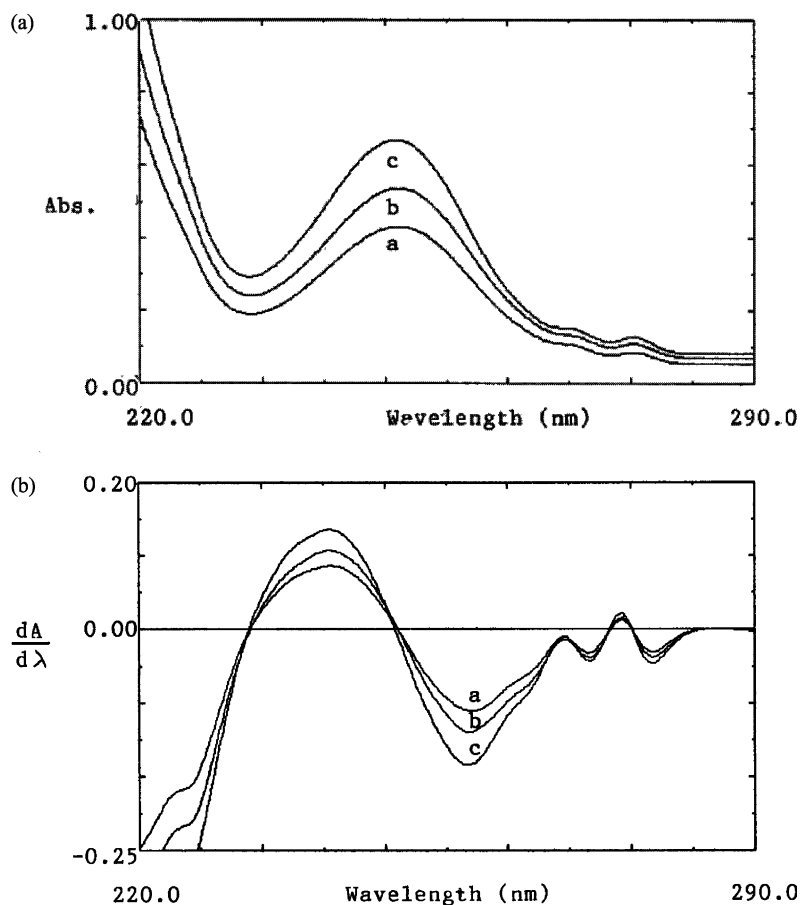 (a)
1.00
Abs.
c
b
a
0.00
220.0
Wavelength (nm)
290.0
(b)
0.20
dA
dλ
0.00
a
b
c
-0.25
220.0
Wavelength (nm)
290.0